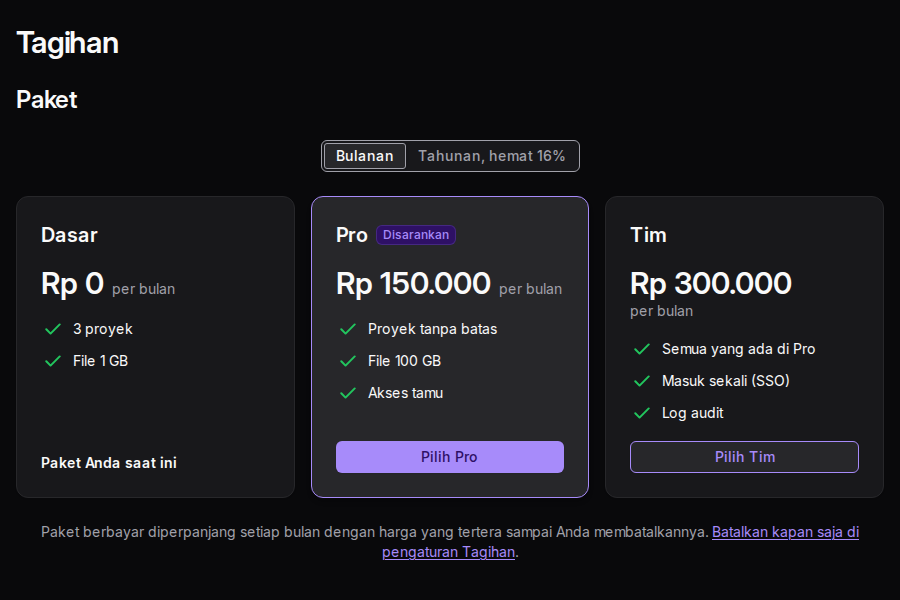 Tagihan
Paket
Bulanan
Tahunan, hemat 16%
Dasar
Rp 0 per bulan
3 proyek
File 1 GB
Paket Anda saat ini
Pro Disarankan
Rp 150.000 per bulan
Proyek tanpa batas
File 100 GB
Akses tamu
Pilih Pro
Tim
Rp 300.000
per bulan
Semua yang ada di Pro
Masuk sekali (SSO)
Log audit
Pilih Tim
Paket berbayar diperpanjang setiap bulan dengan harga yang tertera sampai Anda membatalkannya. Batalkan kapan saja di
pengaturan Tagihan.